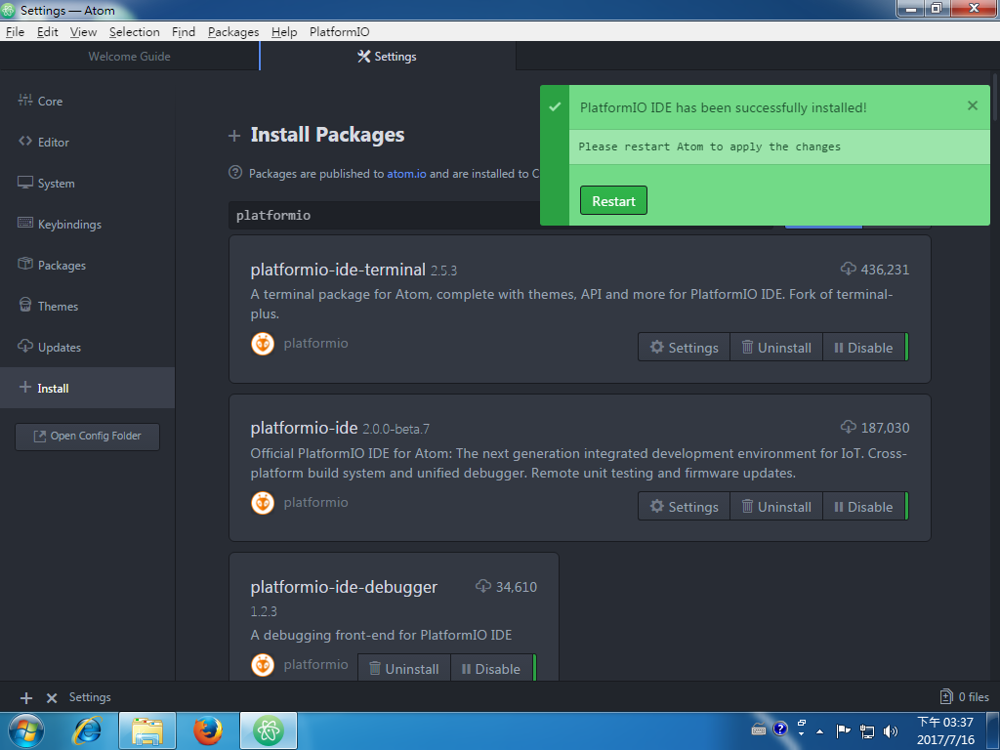 Settings — Atom
File Edit View Selection Find Packages Help PlatformIO
Welcome Guide
Settings
Core
Editor
System
Keybindings
Packages
Themes
Updates
Install
Open Config Folder
Install Packages
Packages are published to atom.io and are installed to C
platformio
PlatformIO IDE has been successfully installed!
Please restart Atom to apply the changes
Restart
platformio-ide-terminal 2.5.3
436,231
A terminal package for Atom, complete with themes, API and more for PlatformIO IDE. Fork of terminal-
plus.
platformio
Settings Uninstall Disable
platformio-ide 2.0.0-beta.7
187,030
Official PlatformIO IDE for Atom: The next generation integrated development environment for IoT. Cross-
platform build system and unified debugger. Remote unit testing and firmware updates.
platformio
Settings Uninstall Disable
platformio-ide-debugger
34,610
1.2.3
A debugging front-end for PlatformIO IDE
platformio
Uninstall Disable
Settings
0 files
下午 03:37
2017/7/16